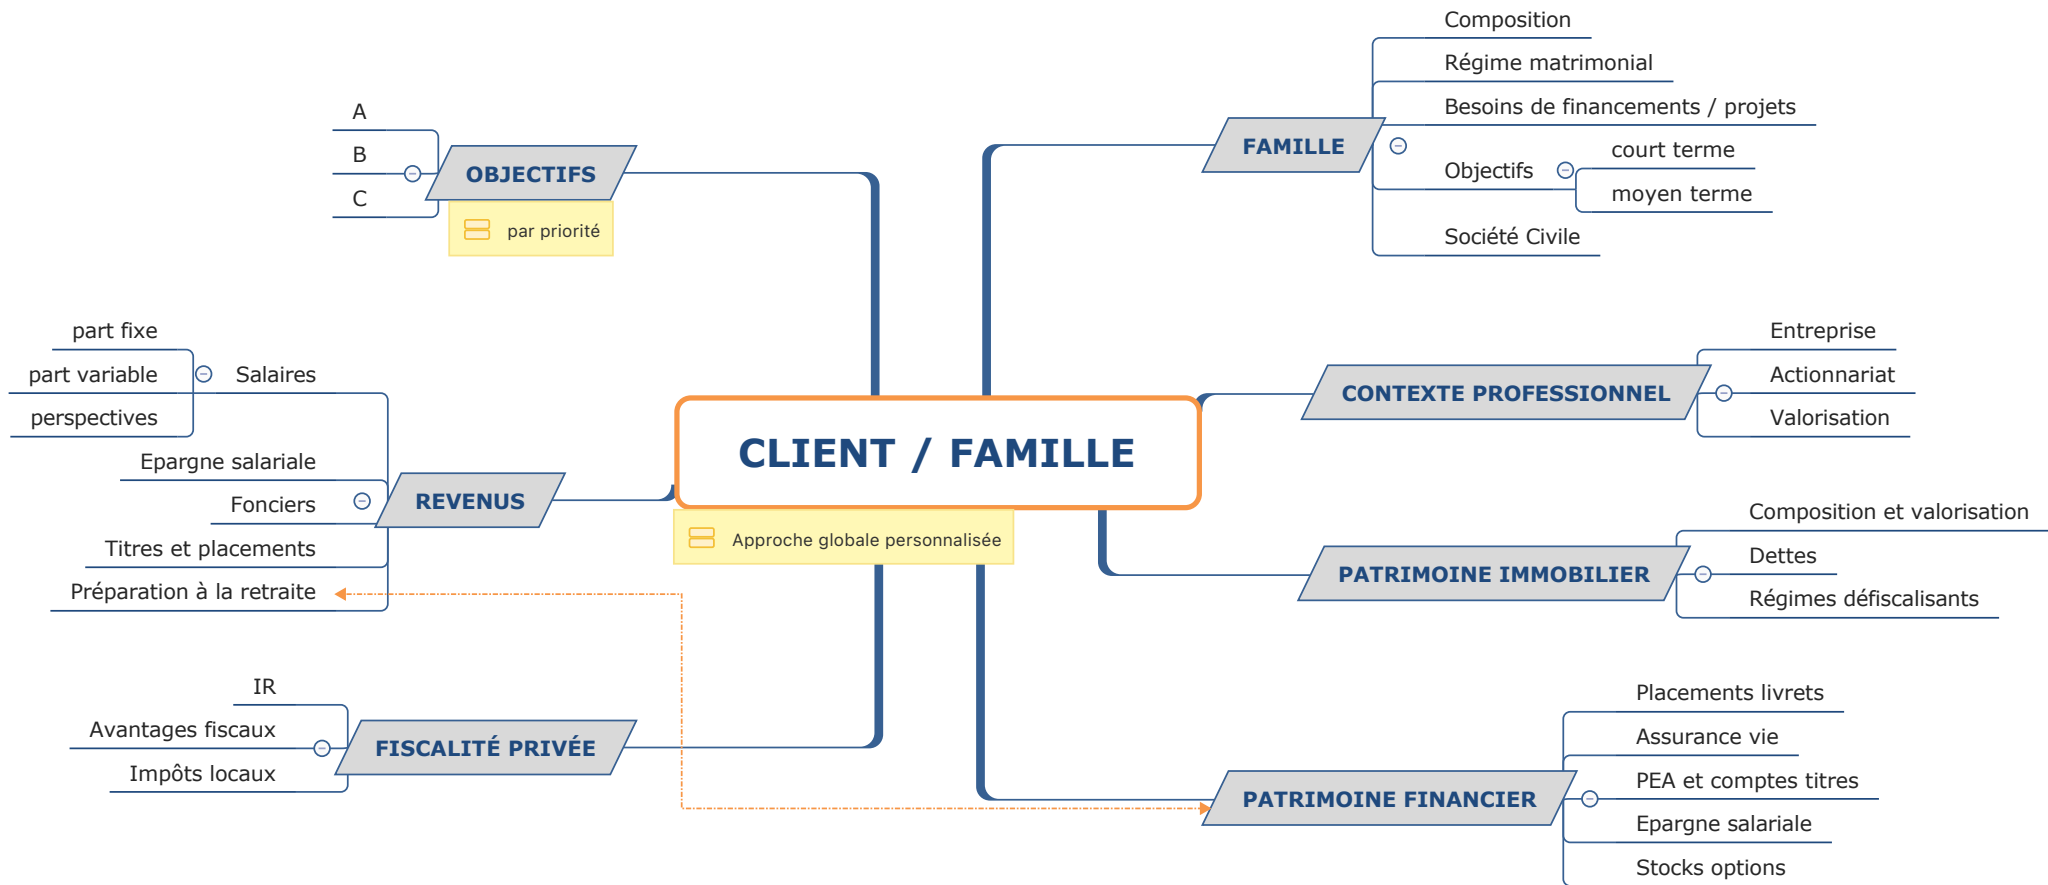 CLIENT / FAMILLE
Approche globale personnalisée
FAMILLE
Composition
Régime matrimonial
Besoins de financements / projets
Objectifs
court terme
moyen terme
Société Civile
CONTEXTE PROFESSIONNEL
Entreprise
Actionnariat
Valorisation
PATRIMOINE IMMOBILIER
Composition et valorisation
Dettes
Régimes défiscalisants
PATRIMOINE FINANCIER
Placements livrets
Assurance vie
PEA et comptes titres
Epargne salariale
Stocks options
OBJECTIFS
par priorité
A
B
C
REVENUS
Salaires
part fixe
part variable
perspectives
Epargne salariale
Fonciers
Titres et placements
Préparation à la retraite
FISCALITÉ PRIVÉE
IR
Avantages fiscaux
Impôts locaux